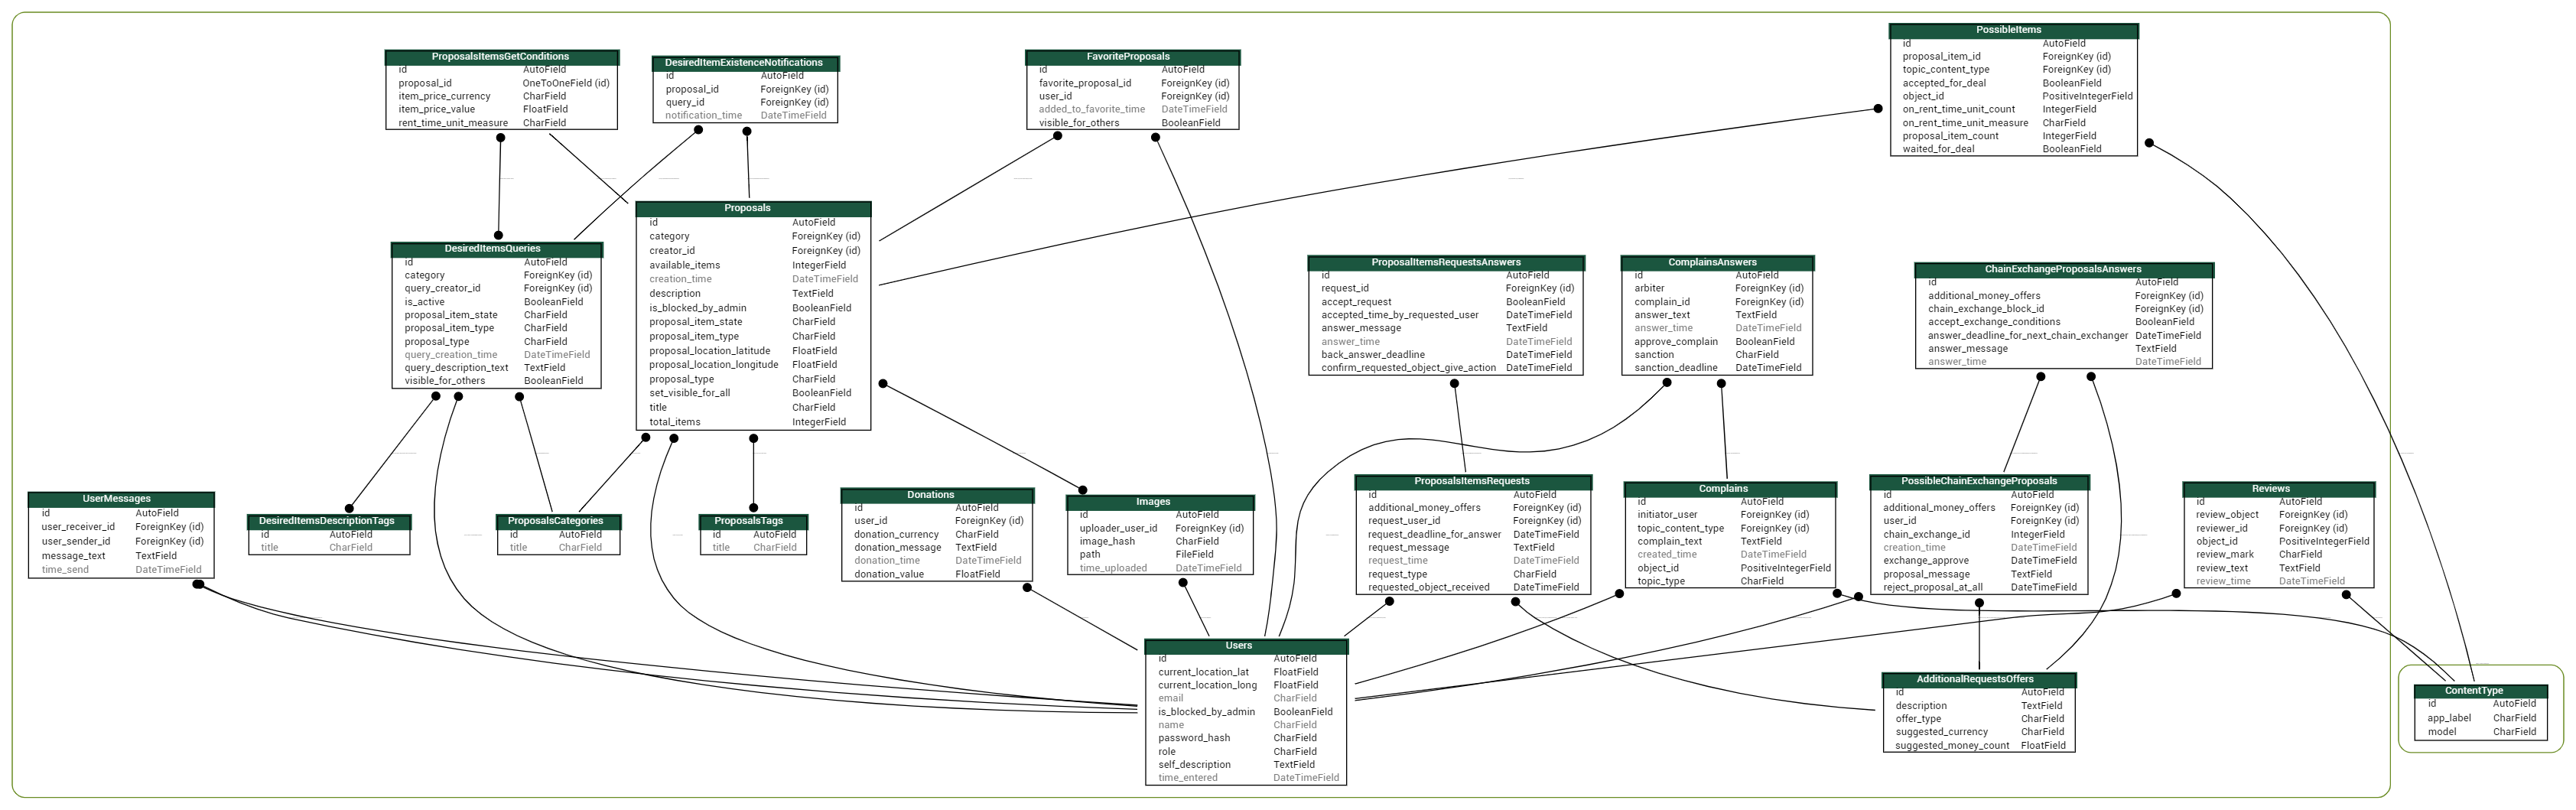 ProposalsItemsGetConditions
id AutoField
proposal_id OneToOneField (id)
item_price_currency CharField
item_price_value FloatField
rent_time_unit_measure CharField
DesiredItemExistenceNotifications
id AutoField
proposal_id ForeignKey (id)
query_id ForeignKey (id)
notification_time DateTimeField
FavoriteProposals
id AutoField
favorite_proposal_id ForeignKey (id)
user_id ForeignKey (id)
added_to_favorite_time DateTimeField
visible_for_others BooleanField
PossibleItems
id AutoField
proposal_item_id ForeignKey (id)
topic_content_type ForeignKey (id)
accepted_for_deal BooleanField
object_id PositiveIntegerField
on_rent_time_unit_count IntegerField
on_rent_time_unit_measure CharField
proposal_item_count IntegerField
waited_for_deal BooleanField
DesiredItemsQueries
id AutoField
category ForeignKey (id)
query_creator_id ForeignKey (id)
is_active BooleanField
proposal_item_state CharField
proposal_item_type CharField
proposal_type CharField
query_creation_time DateTimeField
query_description_text TextField
visible_for_others BooleanField
Proposals
id AutoField
category ForeignKey (id)
creator_id ForeignKey (id)
available_items IntegerField
creation_time DateTimeField
description TextField
is_blocked_by_admin BooleanField
proposal_item_state CharField
proposal_item_type CharField
proposal_location_latitude FloatField
proposal_location_longitude FloatField
proposal_type CharField
set_visible_for_all BooleanField
title CharField
total_items IntegerField
ProposalItemsRequestsAnswers
id AutoField
request_id ForeignKey (id)
accept_request BooleanField
accepted_time_by_requested_user DateTimeField
answer_message TextField
answer_time DateTimeField
back_answer_deadline DateTimeField
confirm_requested_object_give_action DateTimeField
ComplainsAnswers
id AutoField
arbiter ForeignKey (id)
complain_id ForeignKey (id)
answer_text TextField
answer_time DateTimeField
approve_complain BooleanField
sanction CharField
sanction_deadline DateTimeField
ChainExchangeProposalsAnswers
id AutoField
additional_money_offers ForeignKey (id)
chain_exchange_block_id ForeignKey (id)
accept_exchange_conditions BooleanField
answer_deadline_for_next_chain_exchanger DateTimeField
answer_message TextField
answer_time DateTimeField
UserMessages
id AutoField
user_receiver_id ForeignKey (id)
user_sender_id ForeignKey (id)
message_text TextField
time_send DateTimeField
DesiredItemsDescriptionTags
id AutoField
title CharField
ProposalsCategories
id AutoField
title CharField
ProposalsTags
id AutoField
title CharField
Donations
id AutoField
user_id ForeignKey (id)
donation_currency CharField
donation_message TextField
donation_time DateTimeField
donation_value FloatField
Images
id AutoField
uploader_user_id ForeignKey (id)
image_hash CharField
path FileField
time_uploaded DateTimeField
ProposalsItemsRequests
id AutoField
additional_money_offers ForeignKey (id)
request_user_id ForeignKey (id)
request_deadline_for_answer DateTimeField
request_message TextField
request_time DateTimeField
request_type CharField
requested_object_received DateTimeField
Complains
id AutoField
initiator_user ForeignKey (id)
topic_content_type ForeignKey (id)
complain_text TextField
created_time DateTimeField
object_id PositiveIntegerField
topic_type CharField
PossibleChainExchangeProposals
id AutoField
additional_money_offers ForeignKey (id)
user_id ForeignKey (id)
chain_exchange_id IntegerField
creation_time DateTimeField
exchange_approve DateTimeField
proposal_message TextField
reject_proposal_at_all DateTimeField
Reviews
id AutoField
review_object ForeignKey (id)
reviewer_id ForeignKey (id)
object_id PositiveIntegerField
review_mark CharField
review_text TextField
review_time DateTimeField
Users
id AutoField
current_location_lat FloatField
current_location_long FloatField
email CharField
is_blocked_by_admin BooleanField
name CharField
password_hash CharField
role CharField
self_description TextField
time_entered DateTimeField
AdditionalRequestsOffers
id AutoField
description TextField
offer_type CharField
suggested_currency CharField
suggested_money_count FloatField
ContentType
id AutoField
app_label CharField
model CharField